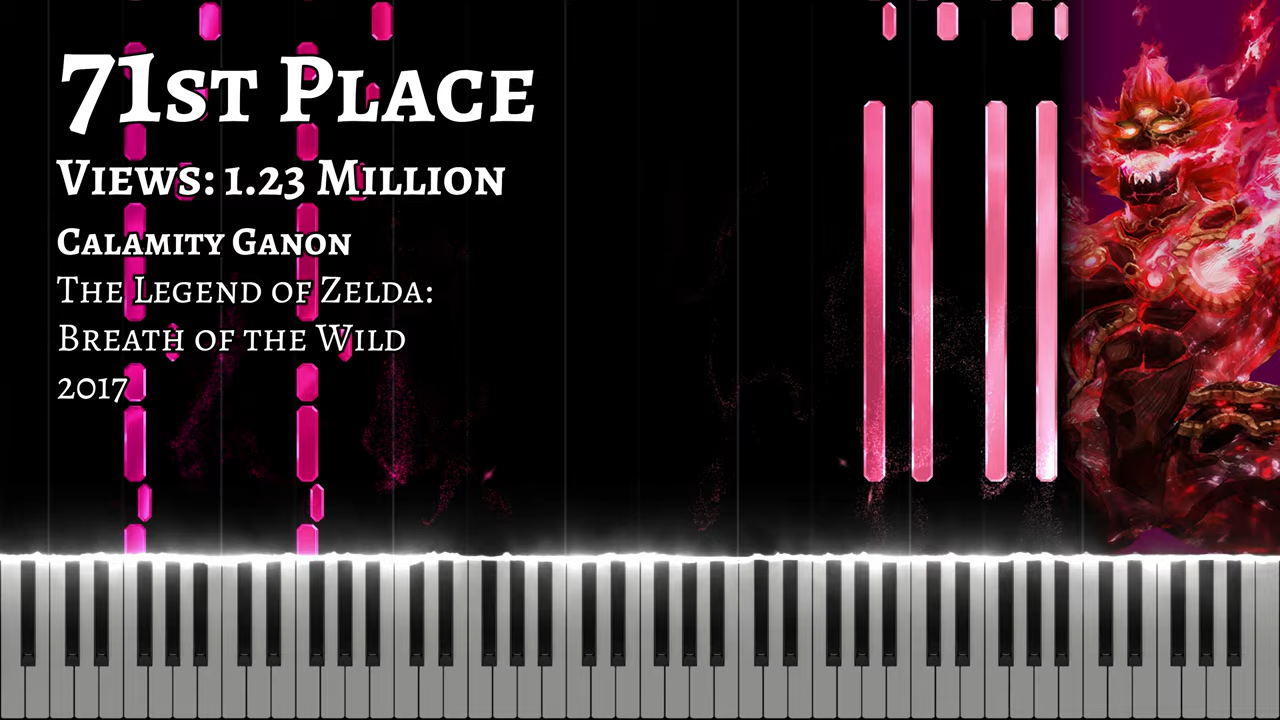 71st Place
Views: 1.23 Million
Calamity Ganon
The Legend of Zelda:
Breath of the Wild
2017